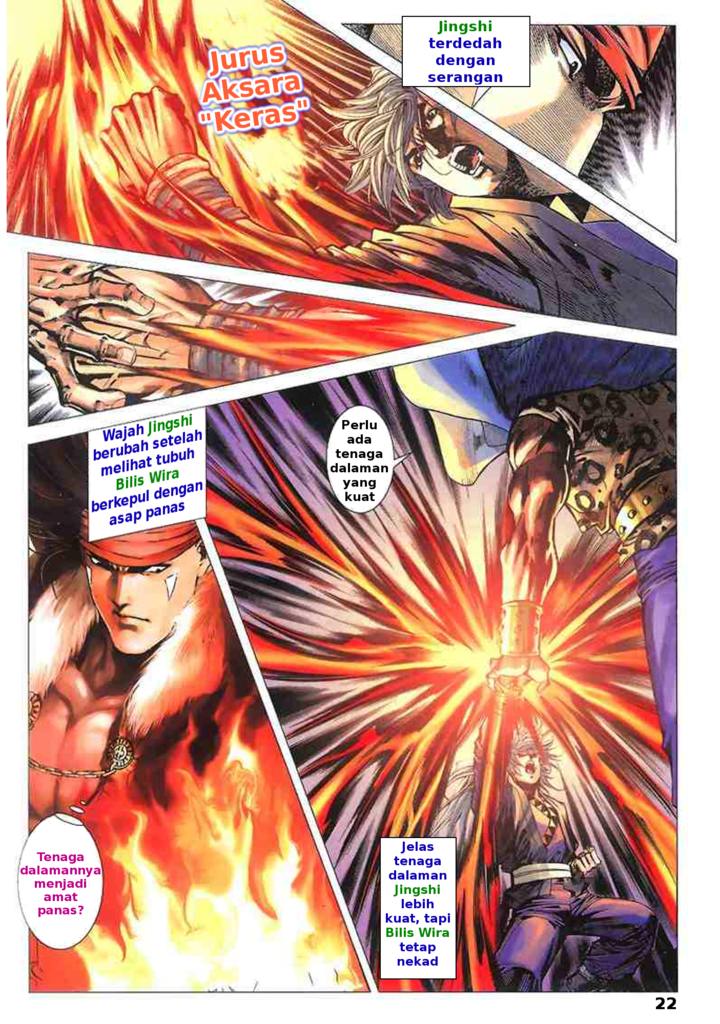 Jingshi
terdedah
dengan
serangan
Jurus
Aksara
"Keras"
Wajah Jingshi
berubah setelah
melihat tubuh
Bilis Wira
berkepul dengan
asap panas
Perlu
ada
tenaga
dalaman
yang
kuat
Tenaga
dalamannya
menjadi
amat
panas?
Jelas
tenaga
dalaman
Jingshi
lebih
kuat, tapi
Bilis Wira
tetap
nekad
22